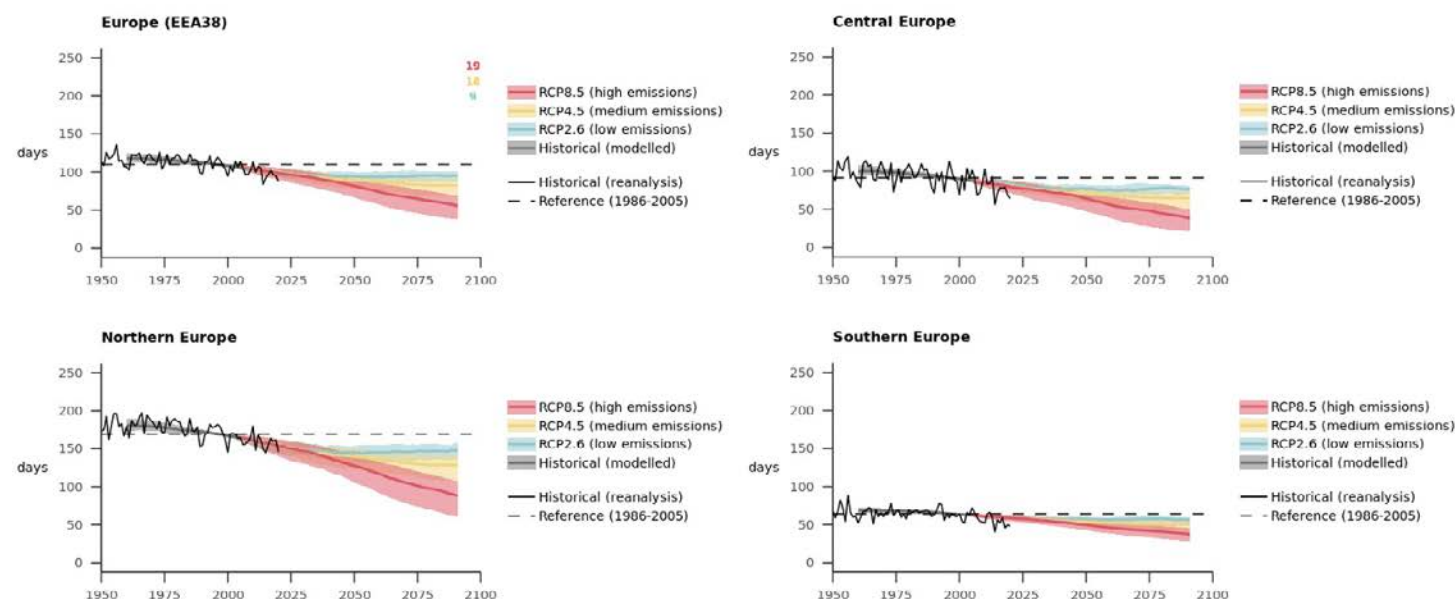 Europe (EEA38)
250
200
150
days
100
50
0
1950 1975 2000 2025 2050 2075 2100
19
18
9
RCP8.5 (high emissions)
RCP4.5 (medium emissions)
RCP2.6 (low emissions)
Historical (modelled)
Historical (reanalysis)
Reference (1986-2005)
Central Europe
250
200
150
days
100
50
0
1950 1975 2000 2025 2050 2075 2100
RCP8.5 (high emissions)
RCP4.5 (medium emissions)
RCP2.6 (low emissions)
Historical (modelled)
Historical (reanalysis)
Reference (1986-2005)
Northern Europe
250
200
150
days
100
50
0
1950 1975 2000 2025 2050 2075 2100
RCP8.5 (high emissions)
RCP4.5 (medium emissions)
RCP2.6 (low emissions)
Historical (modelled)
Historical (reanalysis)
Reference (1986-2005)
Southern Europe
250
200
150
days
100
50
0
1950 1975 2000 2025 2050 2075 2100
RCP8.5 (high emissions)
RCP4.5 (medium emissions)
RCP2.6 (low emissions)
Historical (modelled)
Historical (reanalysis)
Reference (1986-2005)